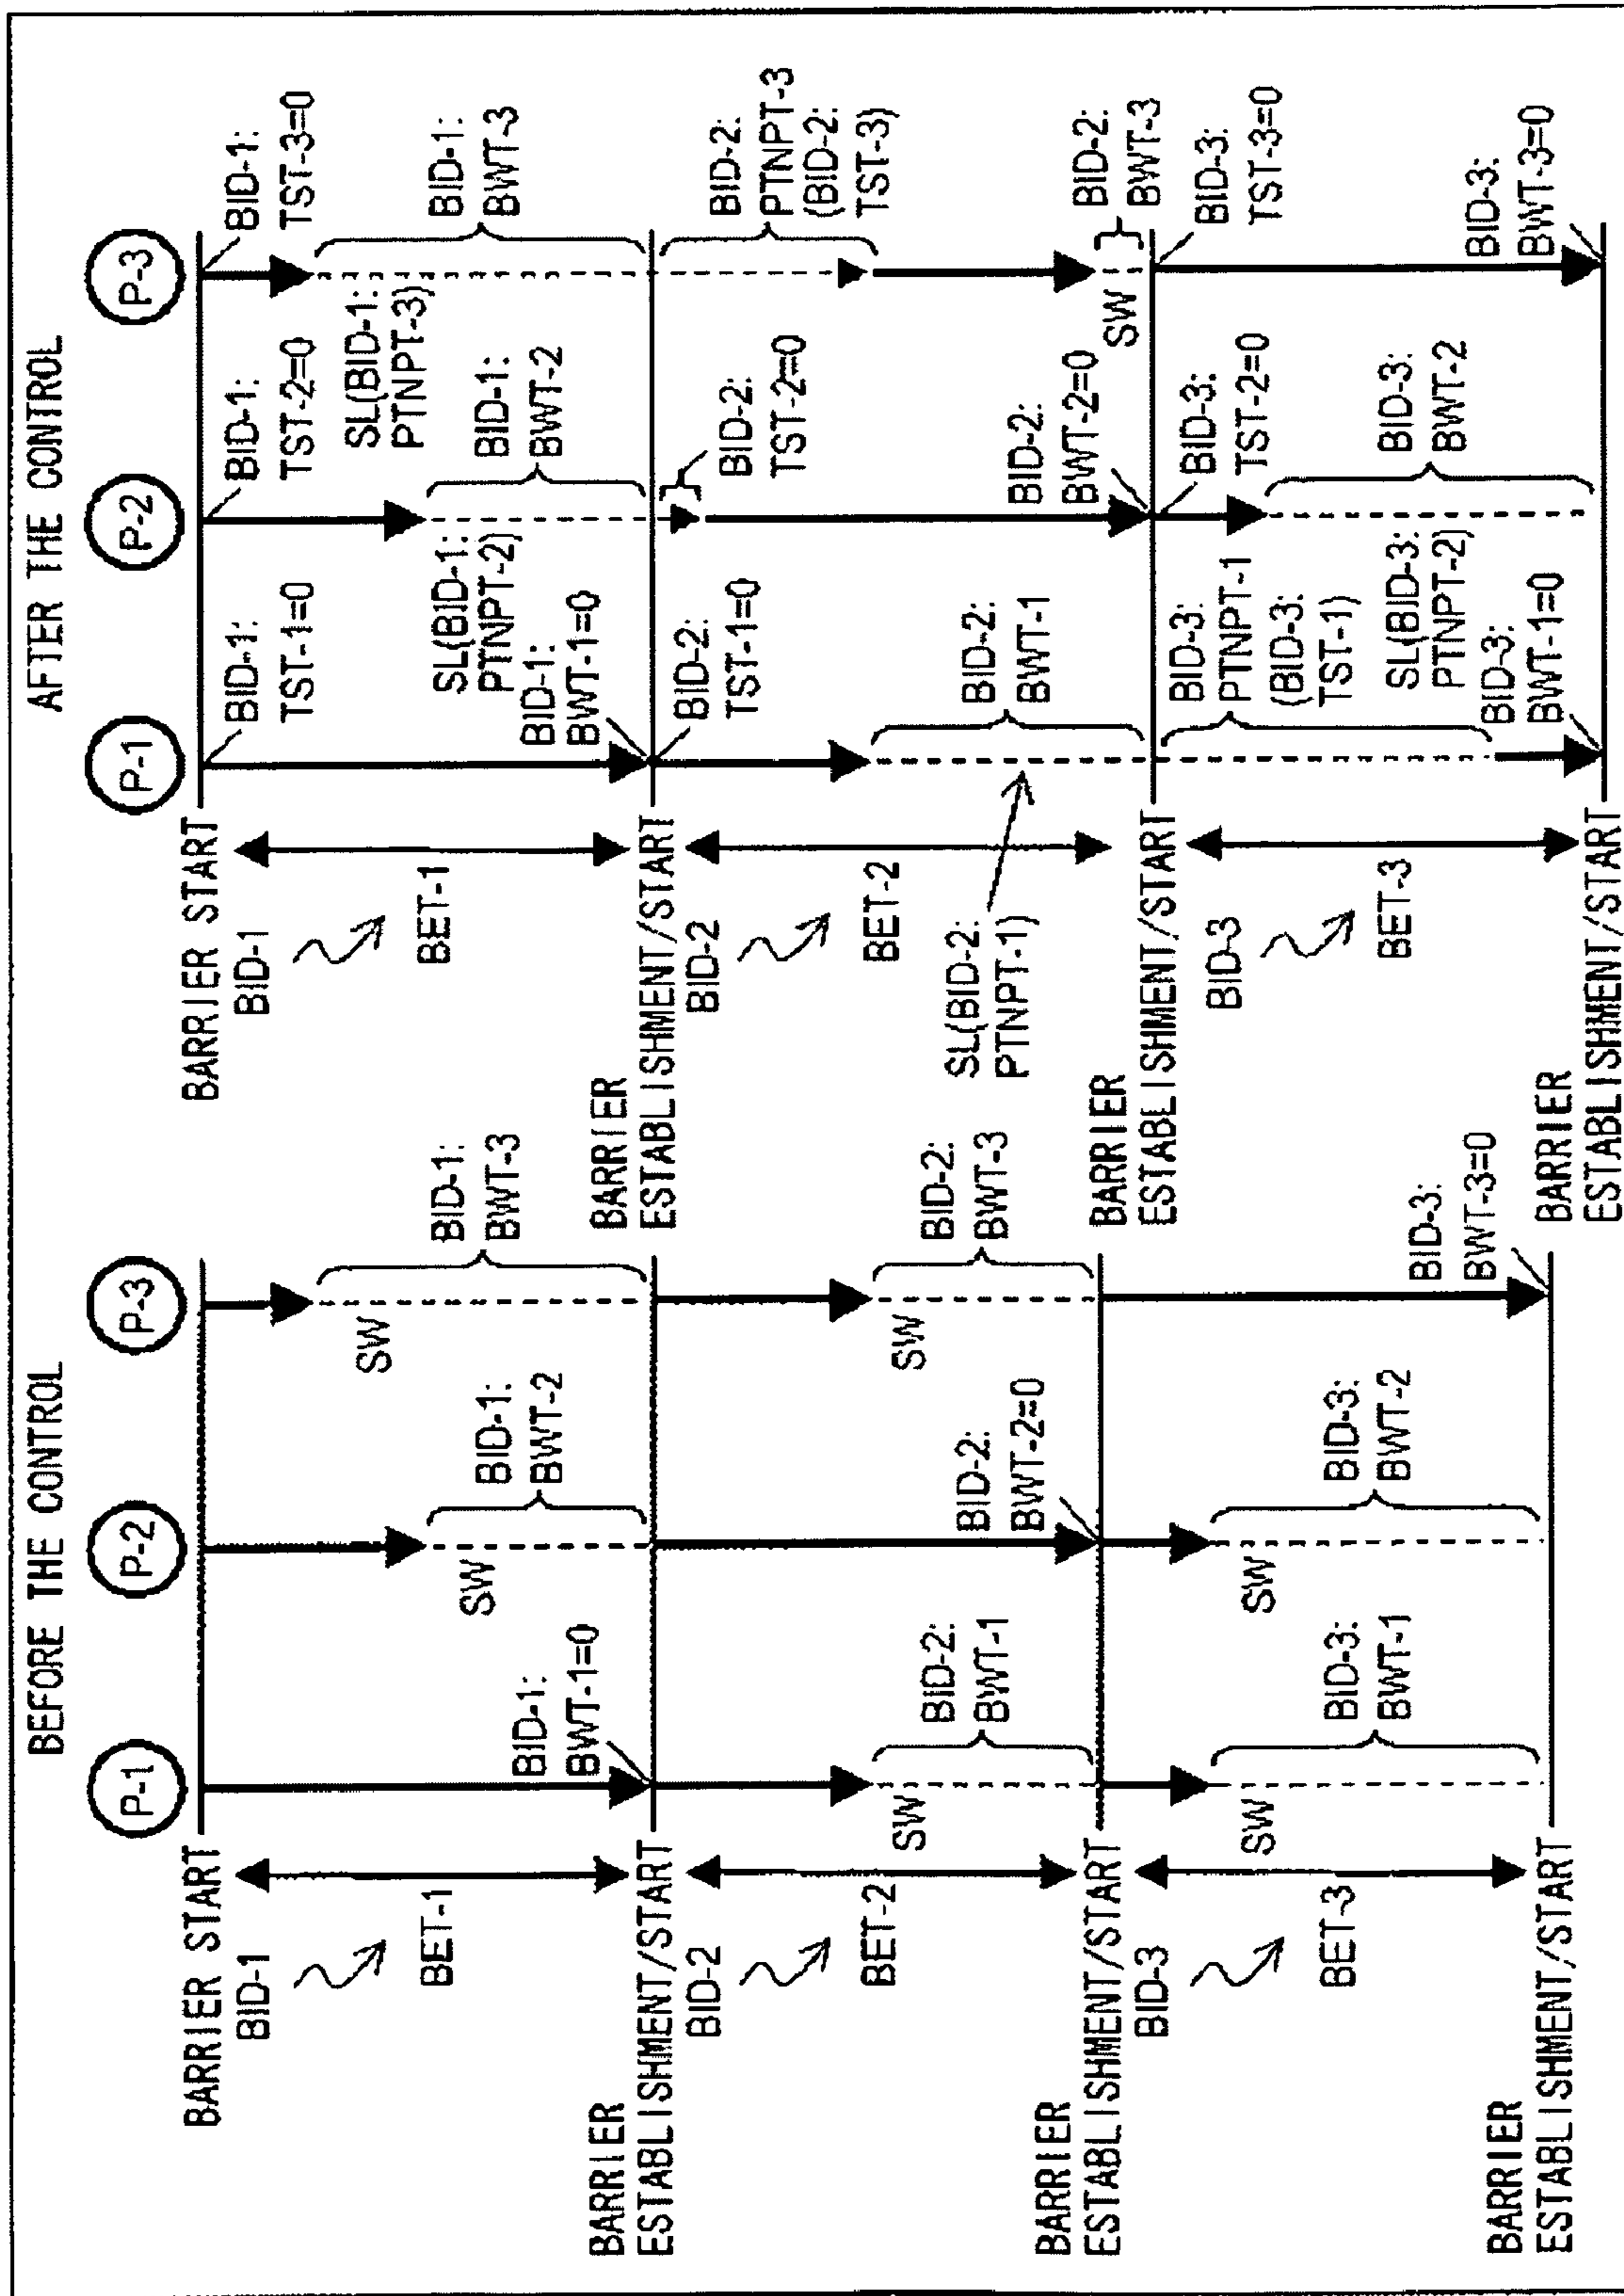 BEFORE THE CONTROL
P-1
P-2
P-3
BARRIER START
BID-1
BET-1
BID-1:
BWT-1=0
SW
BID-1:
BWT-2
SW
BID-1:
BWT-3
BARRIER
ESTABLISHMENT/START
BID-2
BET-2
SW
BID-2:
BWT-1
BID-2:
BWT-2=0
SW
BID-2:
BWT-3
BARRIER
ESTABLISHMENT/START
BID-3
BET-3
SW
BID-3:
BWT-1
SW
BID-3:
BWT-2
BID-3:
BWT-3=0
BARRIER
ESTABLISHMENT/START
AFTER THE CONTROL
P-1
P-2
P-3
BARRIER START
BID-1
BET-1
BID-1:
TST-1=0
BID-1:
TST-2=0
BID-1:
TST-3=0
SL(BID-1:
PTNPT-3)
BID-1:
BWT-3
SL(BID-1:
PTNPT-2)
BID-1:
BWT-2
BID-1:
BWT-1=0
BARRIER
ESTABLISHMENT/START
BID-2
BET-2
BID-2:
TST-1=0
BID-2:
TST-2=0
BID-2:
PTNPT-3
(BID-2:
TST-3)
SL(BID-2:
PTNPT-1)
BID-2:
BWT-1
BID-2:
BWT-2=0
SW
BID-2:
BWT-3
BARRIER
ESTABLISHMENT/START
BID-3
BET-3
BID-3:
PTNPT-1
(BID-3:
TST-1)
BID-3:
TST-2=0
BID-3:
TST-3=0
SL(BID-3:
PTNPT-2)
BID-3:
BWT-2
BID-3:
BWT-1=0
BID-3:
BWT-3=0
BARRIER
ESTABLISHMENT/START